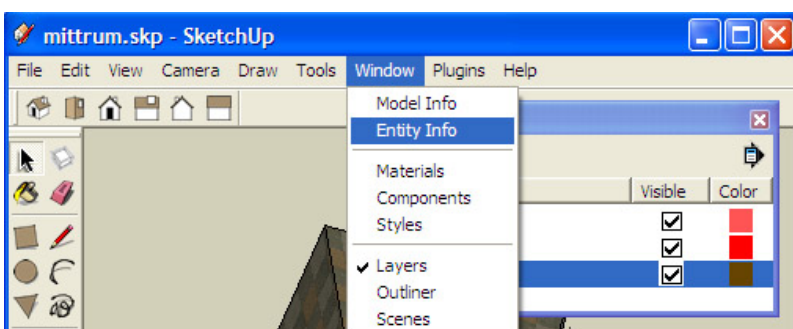 mittrum.skp - SketchUp
File Edit View Camera Draw Tools Window Plugins Help
Model Info
Entity Info
Materials
Components
Visible Color
Styles
Layers
Outliner
Scenes